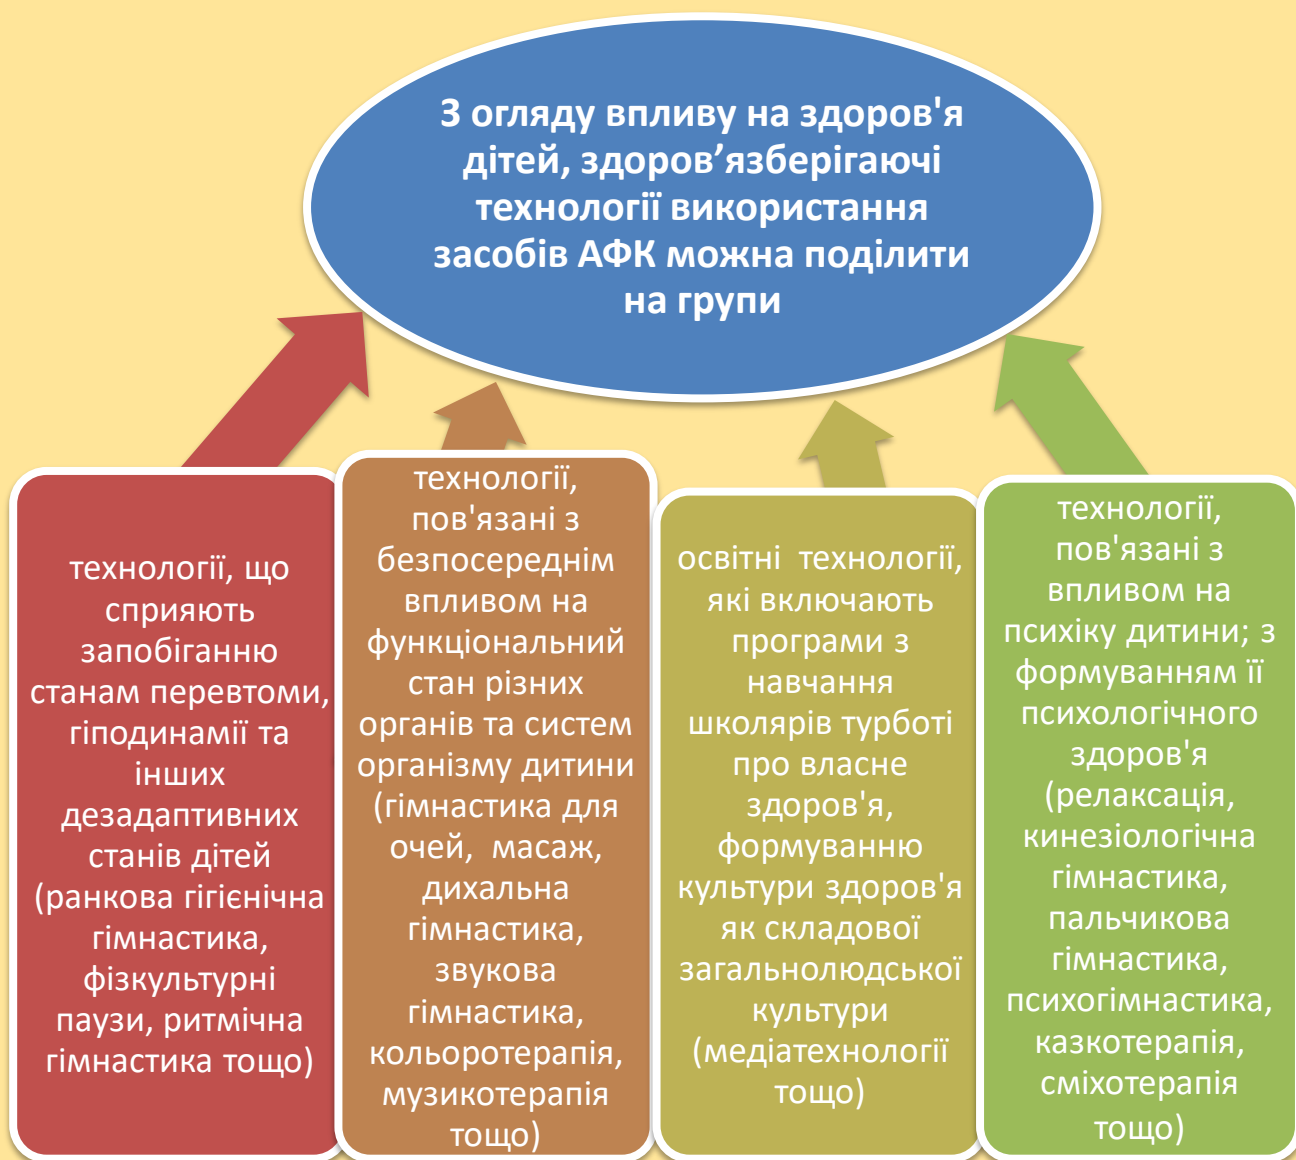 З огляду впливу на здоров'я
дітей, здоров’язберігаючі
технології використання
засобів АФК можна поділити
на групи
технології, що
сприяють
запобіганню
станам перевтоми,
гіподинамії та
інших
дезадаптивних
станів дітей
(ранкова гігієнічна
гімнастика,
фізкультурні
паузи, ритмічна
гімнастика тощо)
технології,
пов'язані з
безпосереднім
впливом на
функціональний
стан різних
органів та систем
організму дитини
(гімнастика для
очей, масаж,
дихальна
гімнастика,
звукова
гімнастика,
кольоротерапія,
музикотерапія
тощо)
освітні технології,
які включають
програми з
навчання
школярів турботі
про власне
здоров'я,
формуванню
культури здоров'я
як складової
загальнолюдської
культури
(медіатехнології
тощо)
технології,
пов'язані з
впливом на
психіку дитини; з
формуванням її
психологічного
здоров'я
(релаксація,
кинезіологічна
гімнастика,
пальчикова
гімнастика,
психогімнастика,
казкотерапія,
сміхотерапія
тощо)